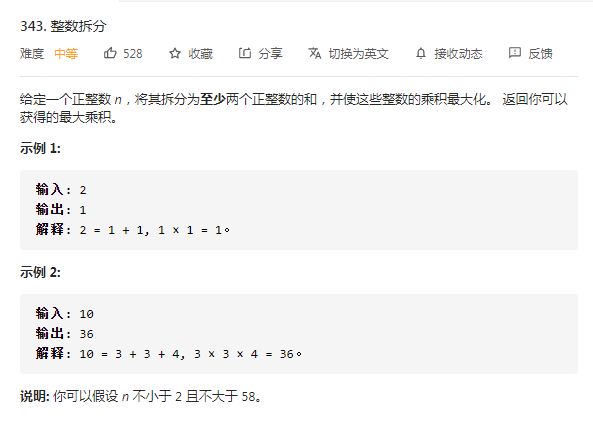 343. 整数拆分
难度 中等 528 收藏 分享 切换为英文 接收动态 反馈
给定一个正整数 n，将其拆分为至少两个正整数的和，并使这些整数的乘积最大化。 返回你可以
获得的最大乘积。
示例 1:
输入: 2
输出: 1
解释: 2 = 1 + 1, 1 × 1 = 1。
示例 2:
输入: 10
输出: 36
解释: 10 = 3 + 3 + 4, 3 × 3 × 4 = 36。
说明: 你可以假设 n 不小于 2 且不大于 58。